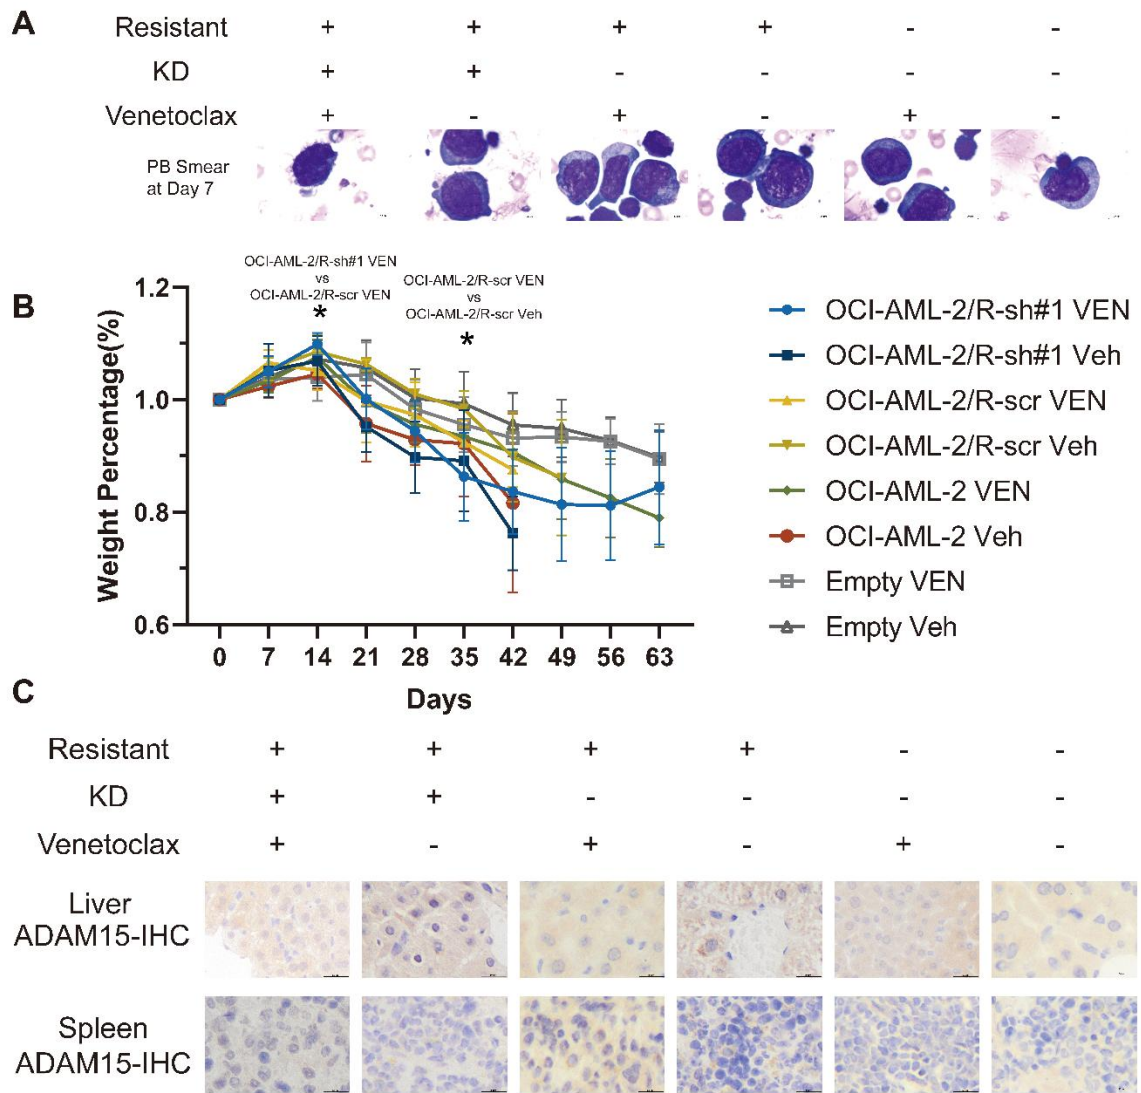 A
Resistant + + + + - -
KD + + - - - -
Venetoclax + - + - + -
PB Smear
at Day 7
B
OCI-AML-2/R-sh#1 VEN
vs
OCI-AML-2/R-scr VEN
*
OCI-AML-2/R-scr VEN
vs
OCI-AML-2/R-scr Veh
*
Weight Percentage(%)
1.2
1.0
0.8
0.6
0 7 14 21 28 35 42 49 56 63
Days
OCI-AML-2/R-sh#1 VEN
OCI-AML-2/R-sh#1 Veh
OCI-AML-2/R-scr VEN
OCI-AML-2/R-scr Veh
OCI-AML-2 VEN
OCI-AML-2 Veh
Empty VEN
Empty Veh
C
Resistant + + + + - -
KD + + - - - -
Venetoclax + - + - + -
Liver
ADAM15-IHC
Spleen
ADAM15-IHC